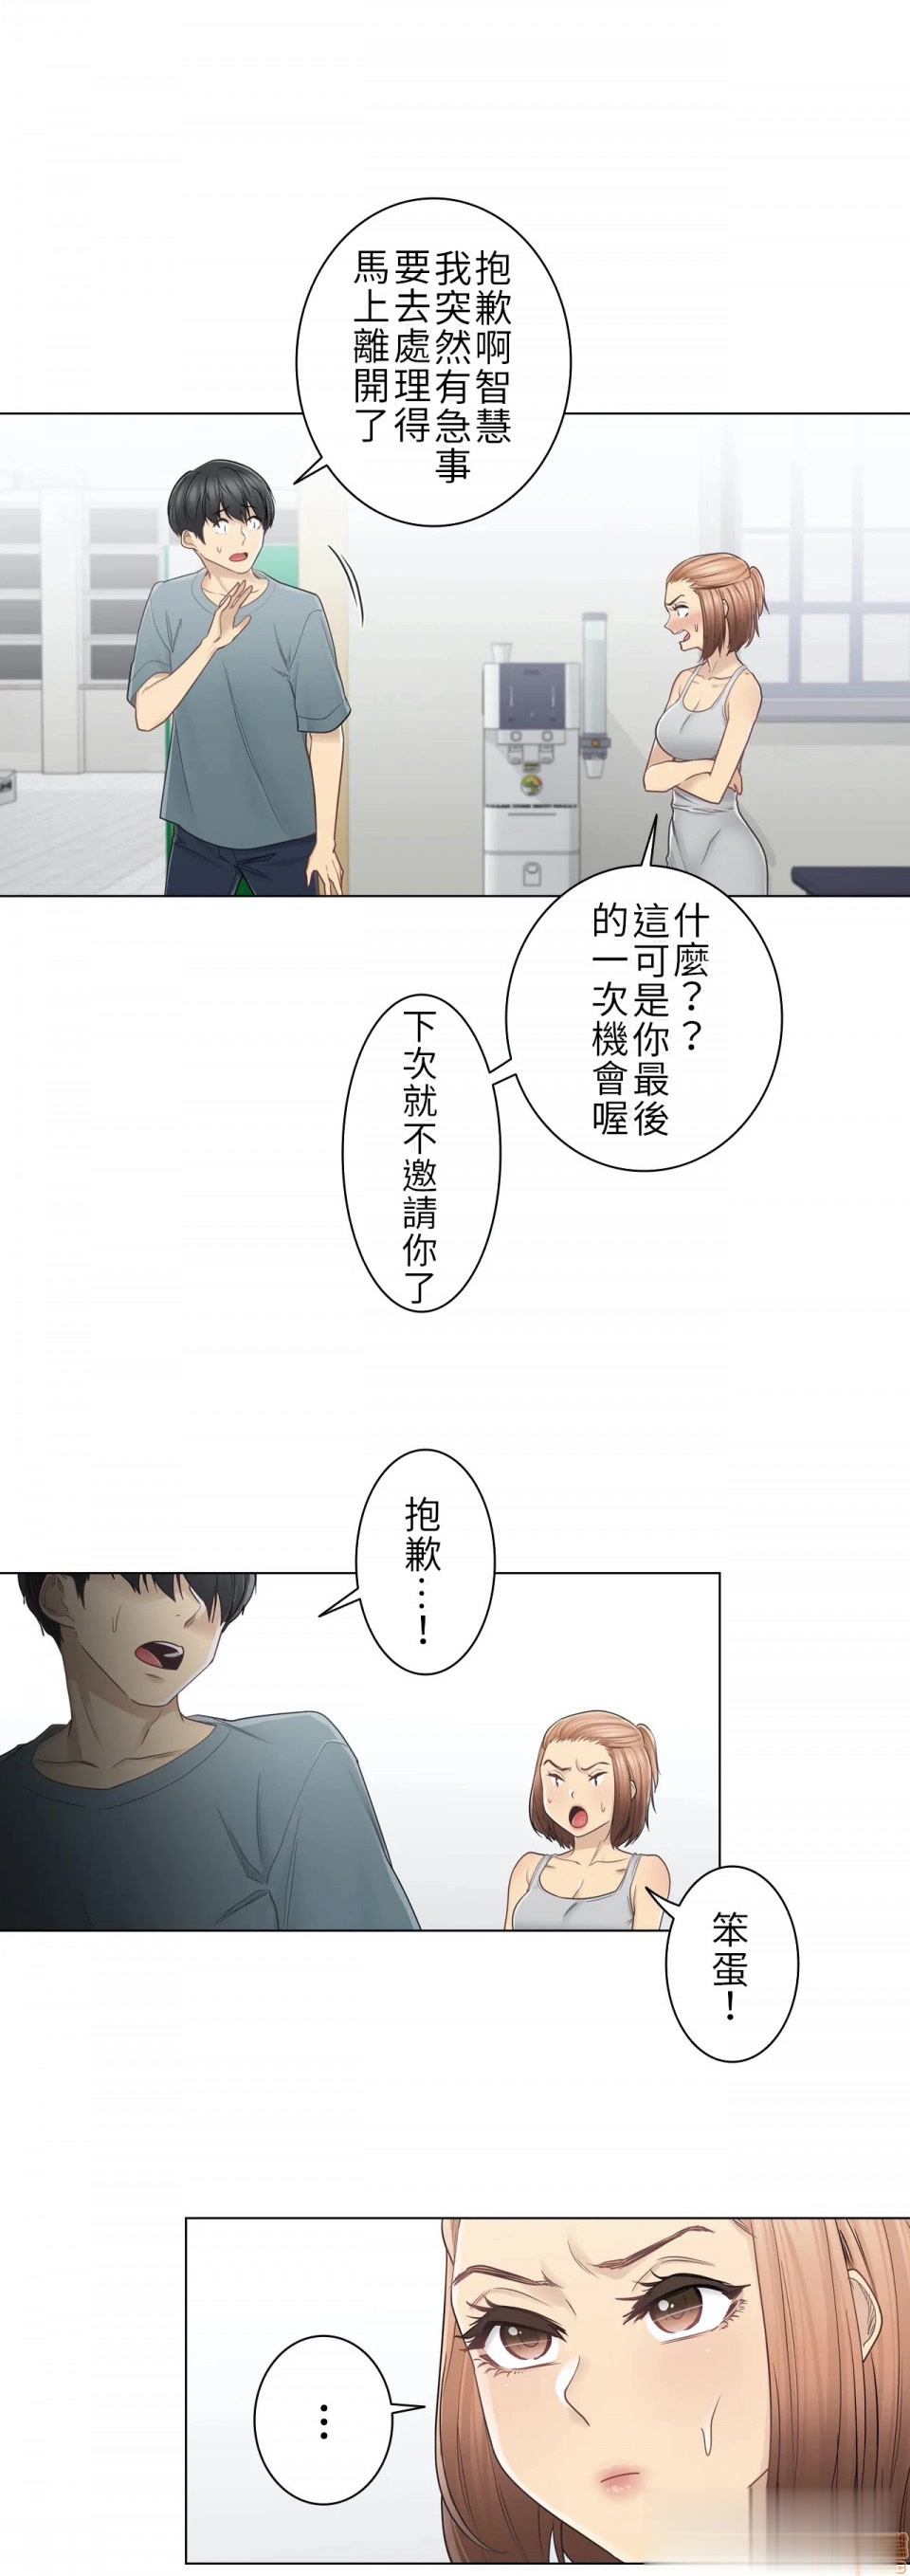 抱歉啊智慧
我突然有急事
要去處理得
馬上離開了
什麼？？
這可是你最後
的一次機會喔
下次就不邀請你了
抱歉…！
笨蛋！
…